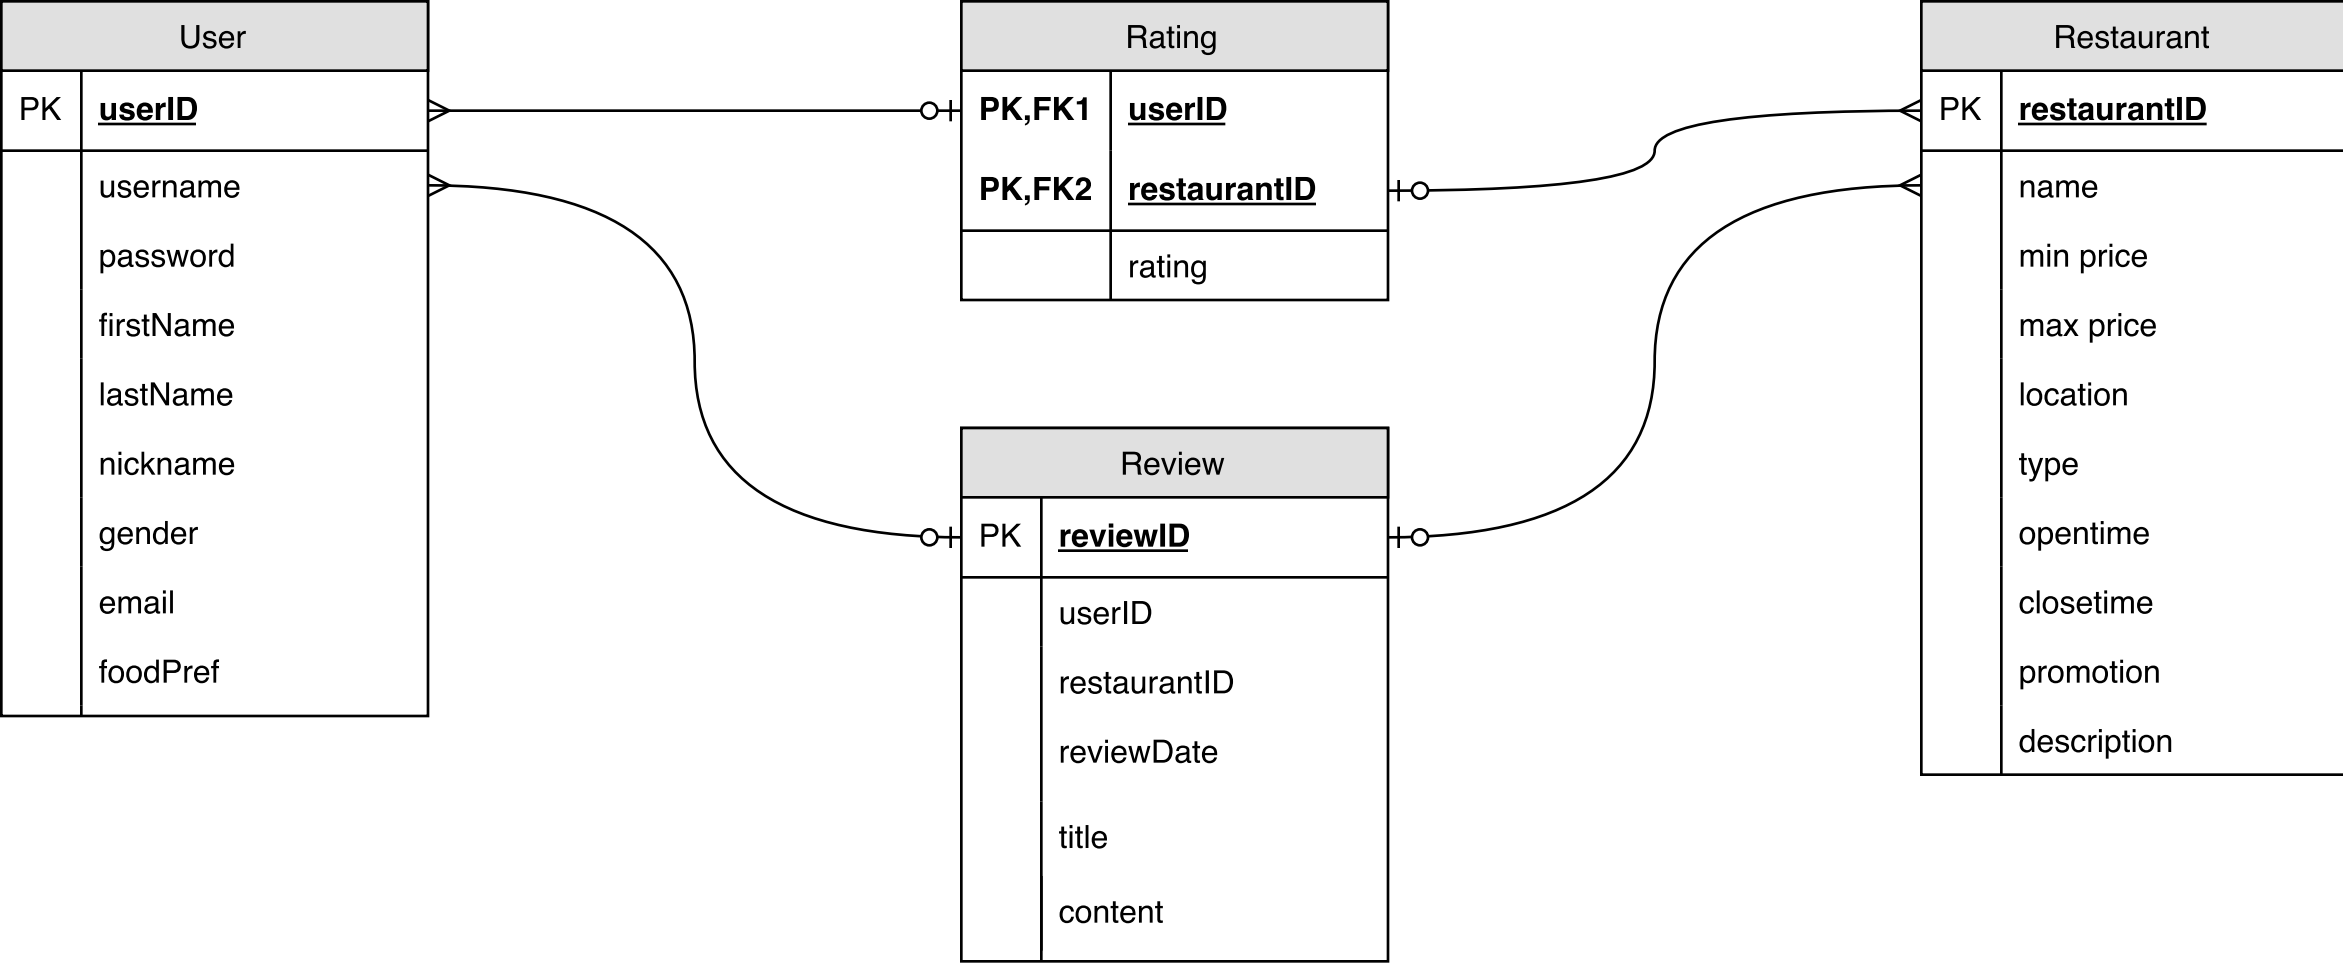 User
PK userID
username
password
firstName
lastName
nickname
gender
email
foodPref
Rating
PK,FK1 userID
PK,FK2 restaurantID
rating
Review
PK reviewID
userID
restaurantID
reviewDate
title
content
Restaurant
PK restaurantID
name
min price
max price
location
type
opentime
closetime
promotion
description